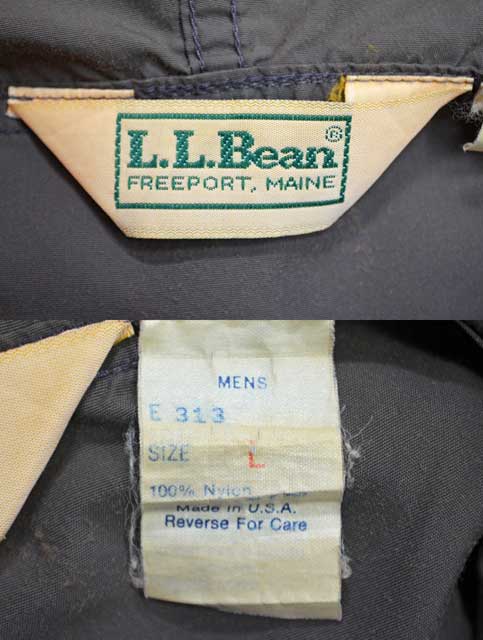 L.L.Bean®
FREEPORT, MAINE
MENS
E 313
SIZE L
100% Nylon
Made in U.S.A.
Reverse For Care